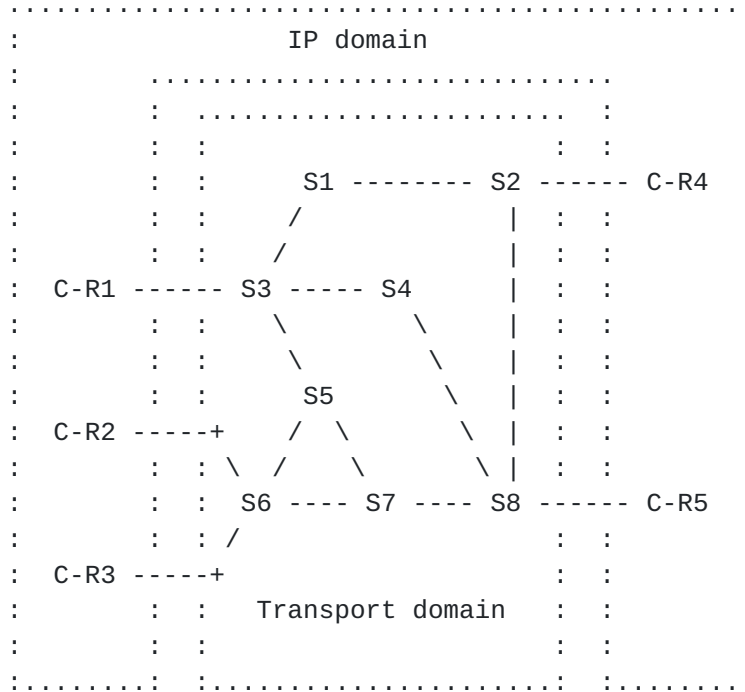 ................................................
:                 IP domain
:         ..............................
:         :  ........................  :
:         :  :                      :  :
:         :  :      S1 -------- S2 ------ C-R4
:         :  :     /             |  :  :
:         :  :    /              |  :  :
:  C-R1 ------ S3 ----- S4       |  :  :
:         :  :    \        \     |  :  :
:         :  :     \        \    |  :  :
:         :  :      S5       \   |  :  :
:  C-R2 -----+     /  \       \  |  :  :
:         :  : \  /    \       \ |  :  :
:         :  :  S6 ---- S7 ---- S8 ------ C-R5
:         :  : /                    :  :
:  C-R3 -----+                      :  :
:         :  :   Transport domain   :  :
:         :  :                      :  :
:.........:  :......................:  :........